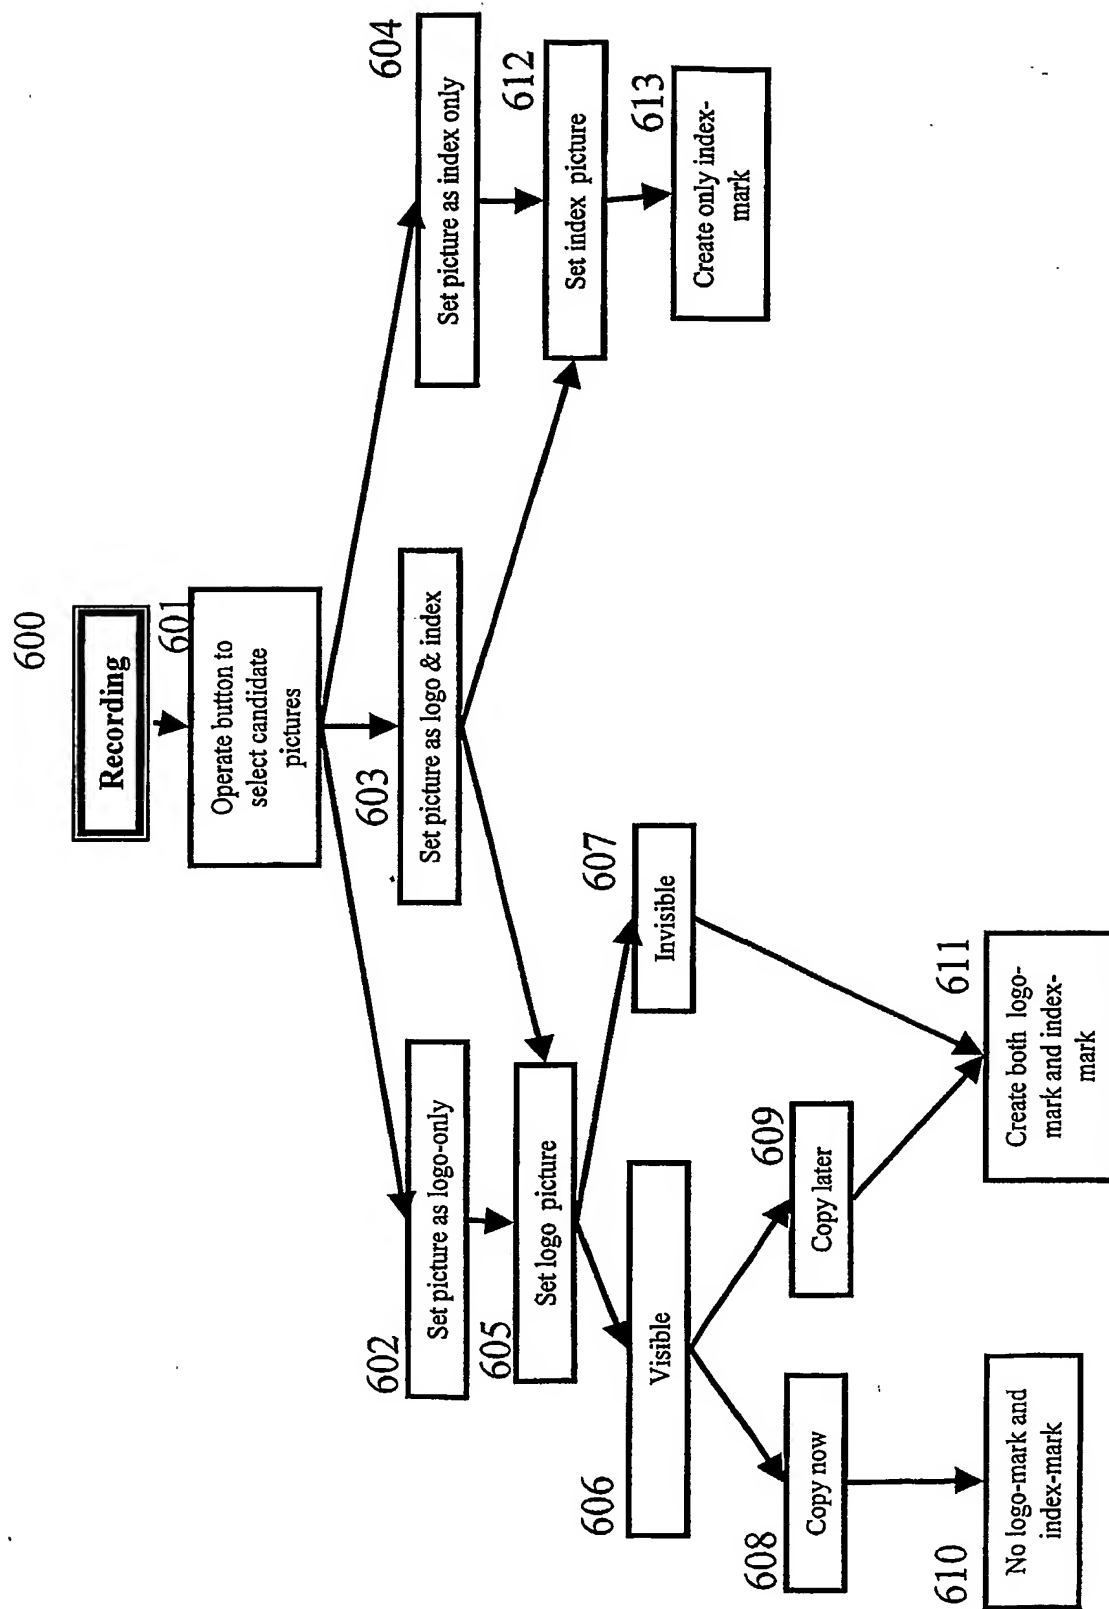 600
Recording
601
Operate button to
select candidate
pictures
602
Set picture as logo-only
603
Set picture as logo & index
604
Set picture as index only
605
Set logo picture
612
Set index picture
606
Visible
607
Invisible
613
Create only index-
mark
608
Copy now
609
Copy later
610
No logo-mark and
index-mark
611
Create both logo-
mark and index-
mark